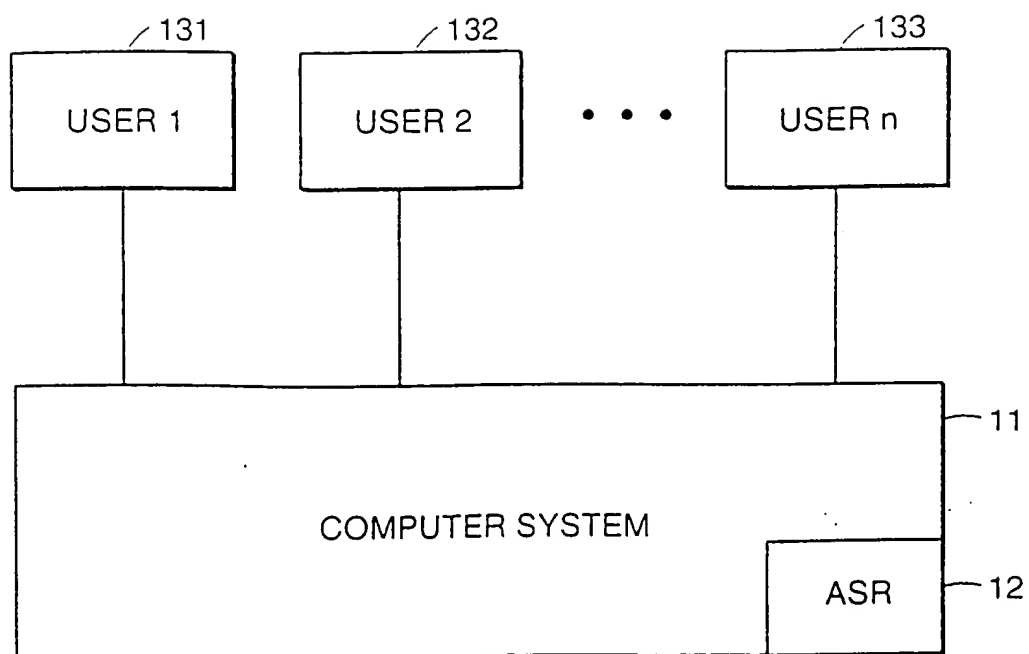 131
132
133
USER 1
USER 2
• • •
USER n
11
COMPUTER SYSTEM
ASR
12